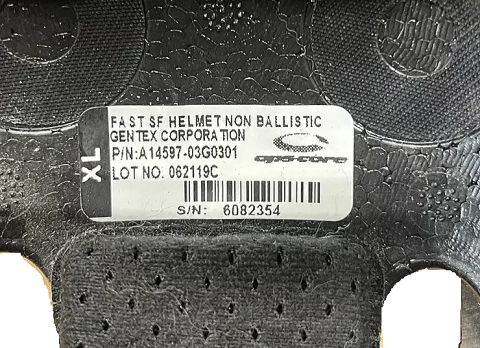 XL
FAST SF HELMET NON BALLISTIC
GENTEX CORPORATION
P/N:A14597-03G0301
ops-core
LOT NO. 062119C
S/N: 6082354